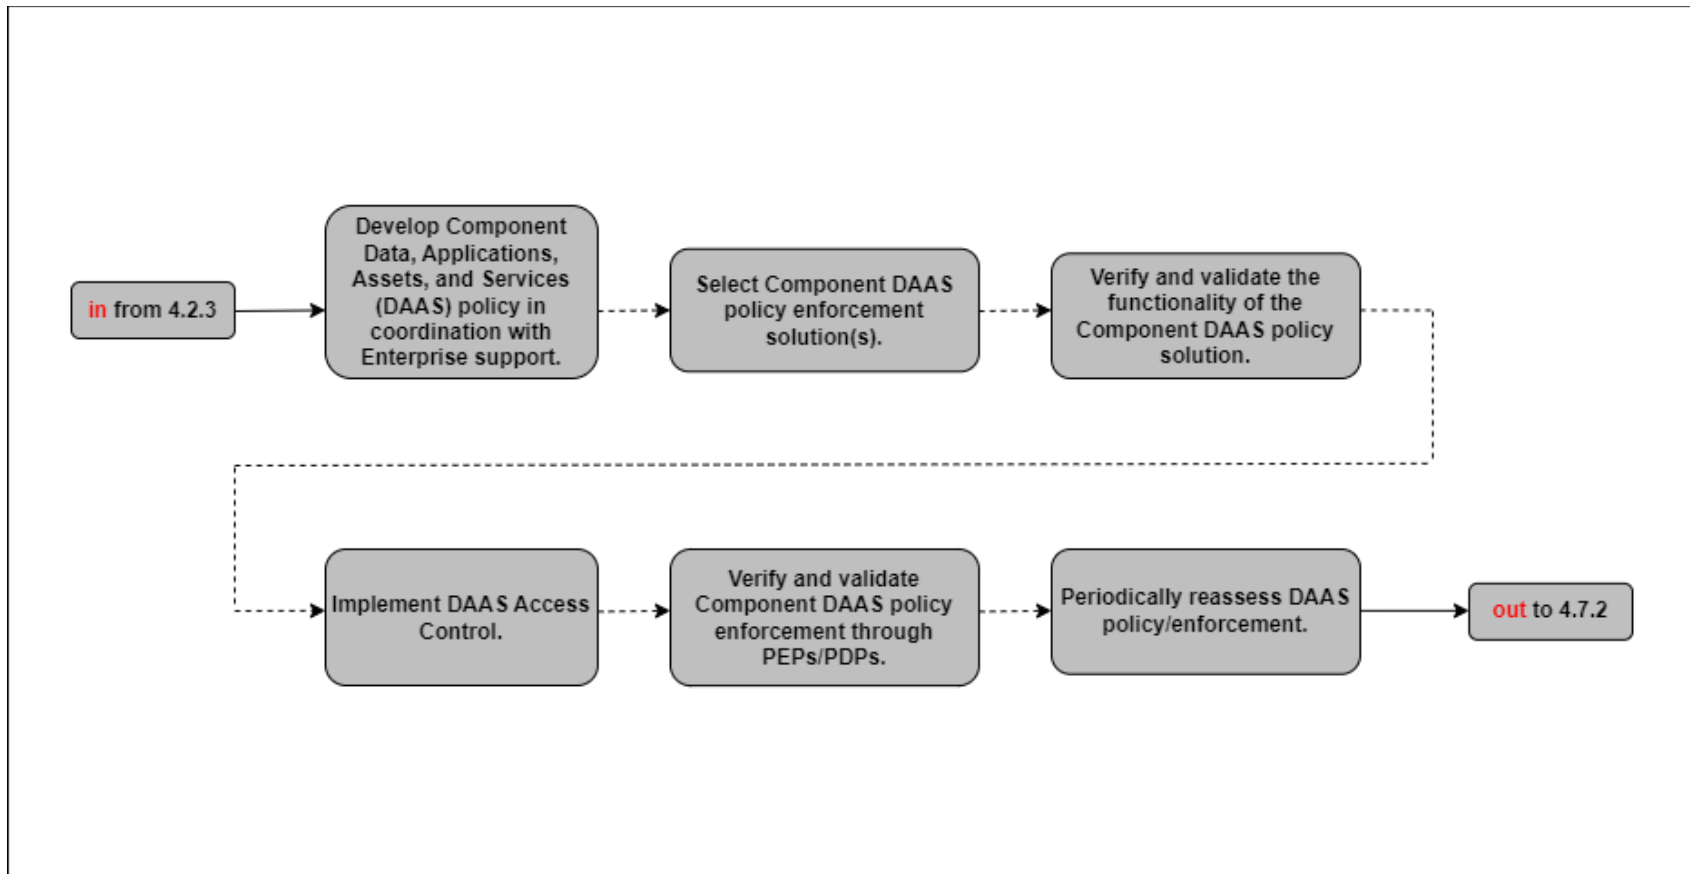 in from 4.2.3
Develop Component
Data, Applications,
Assets, and Services
(DAAS) policy in
coordination with
Enterprise support.
Select Component DAAS
policy enforcement
solution(s).
Verify and validate the
functionality of the
Component DAAS policy
solution.
Implement DAAS Access
Control.
Verify and validate
Component DAAS policy
enforcement through
PEPs/PDPs.
Periodically reassess DAAS
policy/enforcement.
out to 4.7.2